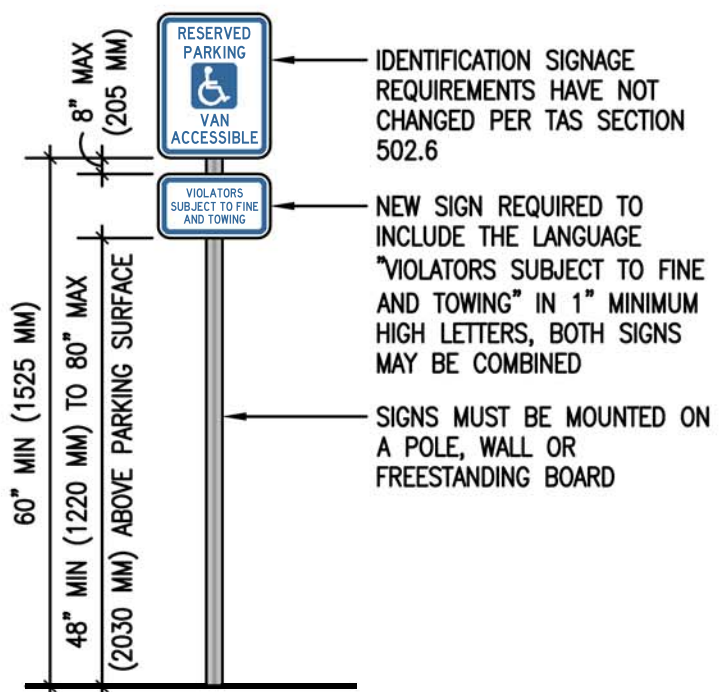 RESERVED
PARKING
VAN
ACCESSIBLE
VIOLATORS
SUBJECT TO FINE
AND TOWING
8" MAX
(205 MM)
60" MIN (1525 MM)
48" MIN (1220 MM) TO 80" MAX
(2030 MM) ABOVE PARKING SURFACE
IDENTIFICATION SIGNAGE
REQUIREMENTS HAVE NOT
CHANGED PER TAS SECTION
502.6
NEW SIGN REQUIRED TO
INCLUDE THE LANGUAGE
"VIOLATORS SUBJECT TO FINE
AND TOWING" IN 1" MINIMUM
HIGH LETTERS, BOTH SIGNS
MAY BE COMBINED
SIGNS MUST BE MOUNTED ON
A POLE, WALL OR
FREESTANDING BOARD